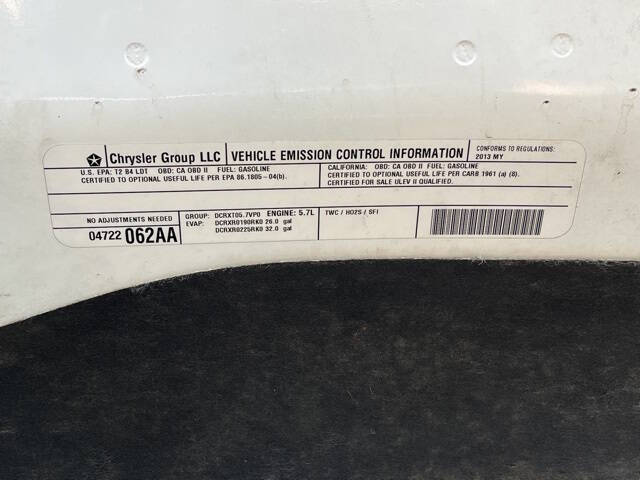 Chrysler Group LLC VEHICLE EMISSION CONTROL INFORMATION CONFORMS TO REGULATIONS:
2013 MY
U.S. EPA: T2 B4 LDT OBD: CA OBD II FUEL: GASOLINE
CERTIFIED TO OPTIONAL USEFUL LIFE PER EPA 86.1805-04(b).
CALIFORNIA: OBD: CA OBD II FUEL: GASOLINE
CERTIFIED TO OPTIONAL USEFUL LIFE PER CARB 1961 (a) (8).
CERTIFIED FOR SALE ULEV II QUALIFIED.
NO ADJUSTMENTS NEEDED
04722 062AA
GROUP: DCRXT05.7VP0 ENGINE: 5.7L
EVAP: DCRXR0190RK0 26.0 gal
DCRXR0225RK0 32.0 gal
TWC / HO2S / SFI